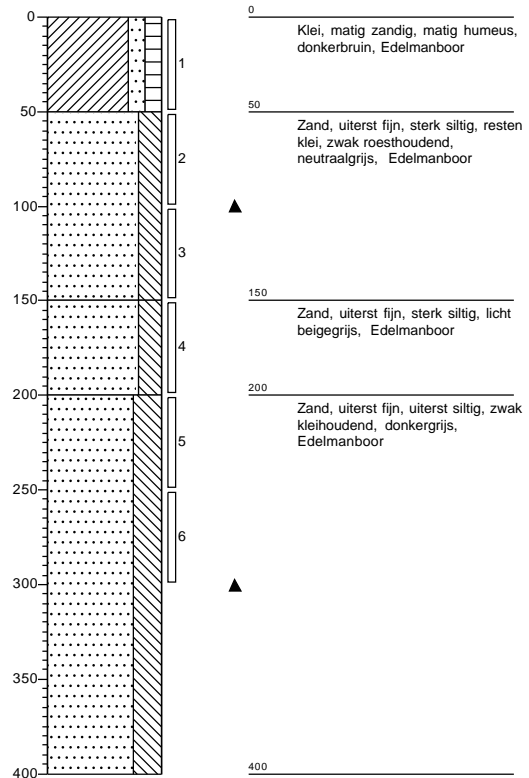 0
50
100
150
200
250
300
350
400
1
2
3
4
5
6
0
Klei, matig zandig, matig humeus,
donkerbruin, Edelmanboor
50
Zand, uiterst fijn, sterk siltig, resten
klei, zwak roesthoudend,
neutraalgrijs, Edelmanboor
150
Zand, uiterst fijn, sterk siltig, licht
beigegrijs, Edelmanboor
200
Zand, uiterst fijn, uiterst siltig, zwak
kleihoudend, donkergrijs,
Edelmanboor
400